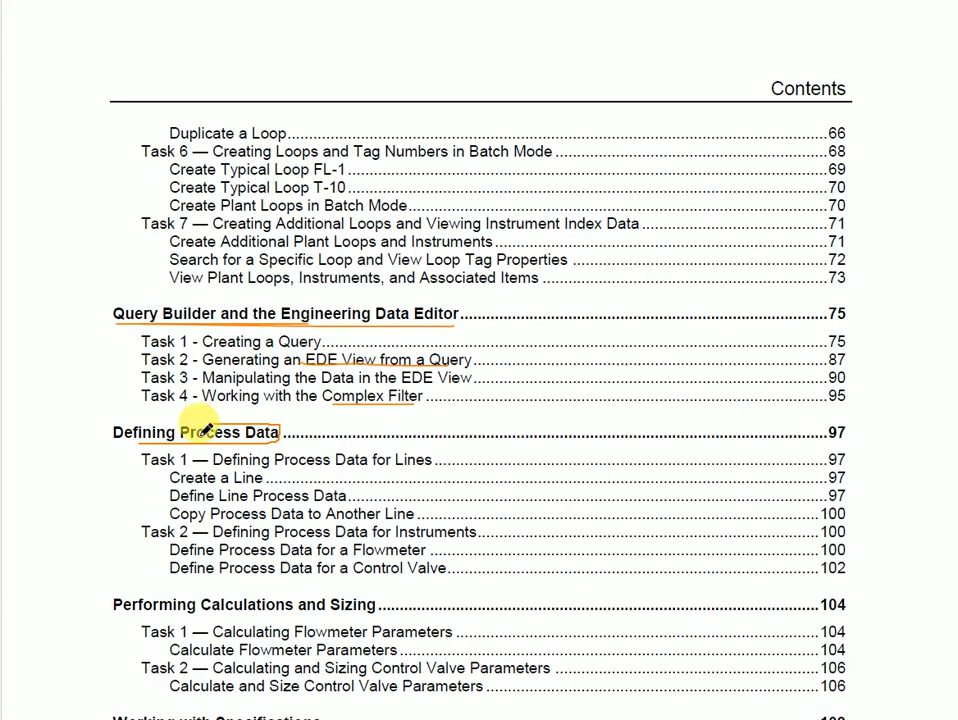 Contents
Duplicate a Loop....................................................................................................................66
Task 6 — Creating Loops and Tag Numbers in Batch Mode ..............................................................68
Create Typical Loop FL-1.........................................................................................................69
Create Typical Loop T-10.........................................................................................................70
Create Plant Loops in Batch Mode..............................................................................................70
Task 7 — Creating Additional Loops and Viewing Instrument Index Data ..........................................71
Create Additional Plant Loops and Instruments............................................................................71
Search for a Specific Loop and View Loop Tag Properties .........................................................72
View Plant Loops, Instruments, and Associated Items .................................................................73
Query Builder and the Engineering Data Editor....................................................................................75
Task 1 - Creating a Query...............................................................................................................75
Task 2 - Generating an EDE View from a Query.................................................................................87
Task 3 - Manipulating the Data in the EDE View.................................................................................90
Task 4 - Working with the Complex Filter ..........................................................................................95
Defining Process Data ..........................................................................................................................97
Task 1 — Defining Process Data for Lines .........................................................................................97
Create a Line ..............................................................................................................................97
Define Line Process Data............................................................................................................97
Copy Process Data to Another Line ............................................................................................100
Task 2 — Defining Process Data for Instruments...............................................................................100
Define Process Data for a Flowmeter .........................................................................................100
Define Process Data for a Control Valve......................................................................................102
Performing Calculations and Sizing.....................................................................................................104
Task 1 — Calculating Flowmeter Parameters ....................................................................................104
Calculate Flowmeter Parameters ................................................................................................104
Task 2 — Calculating and Sizing Control Valve Parameters ..............................................................106
Calculate and Size Control Valve Parameters .............................................................................106